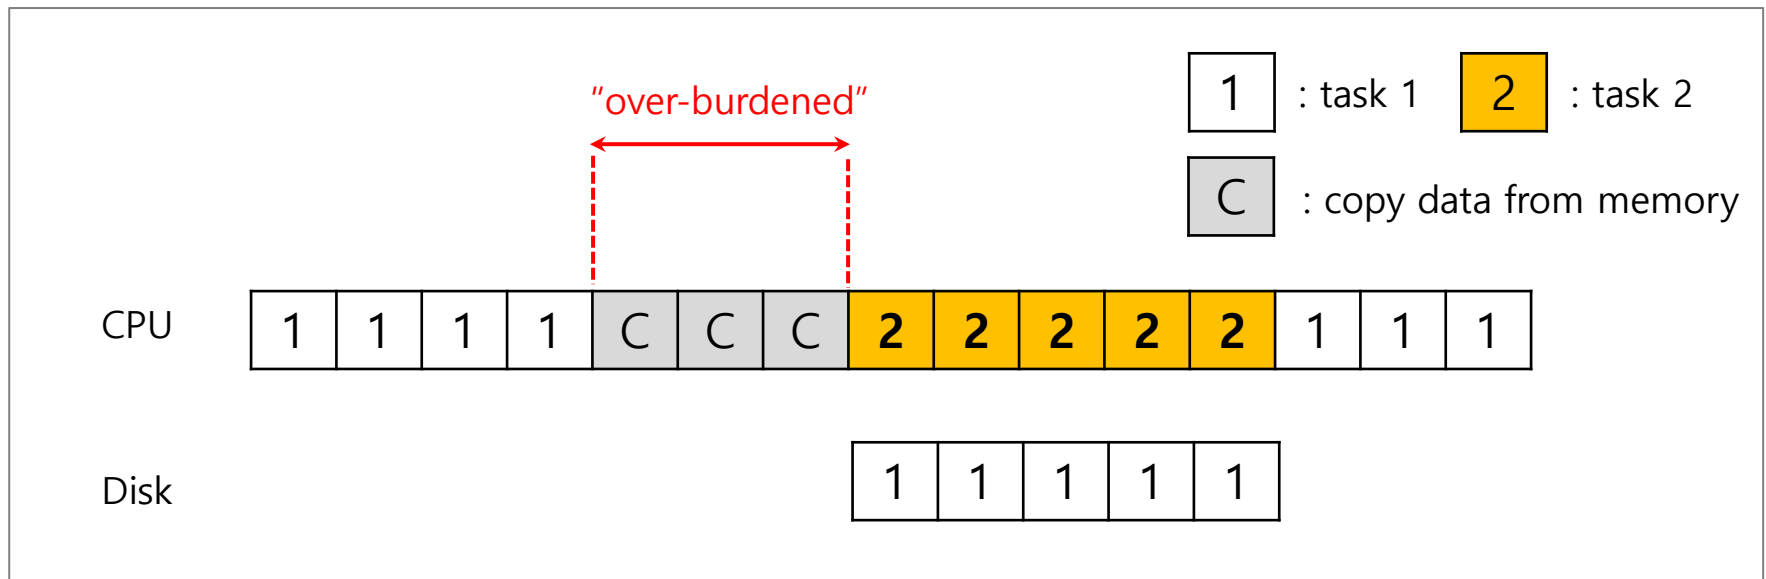 “over-burdened”
1 : task 1 2 : task 2
C : copy data from memory
CPU 1 1 1 1 C C C 2 2 2 2 2 1 1 1
Disk 1 1 1 1 1